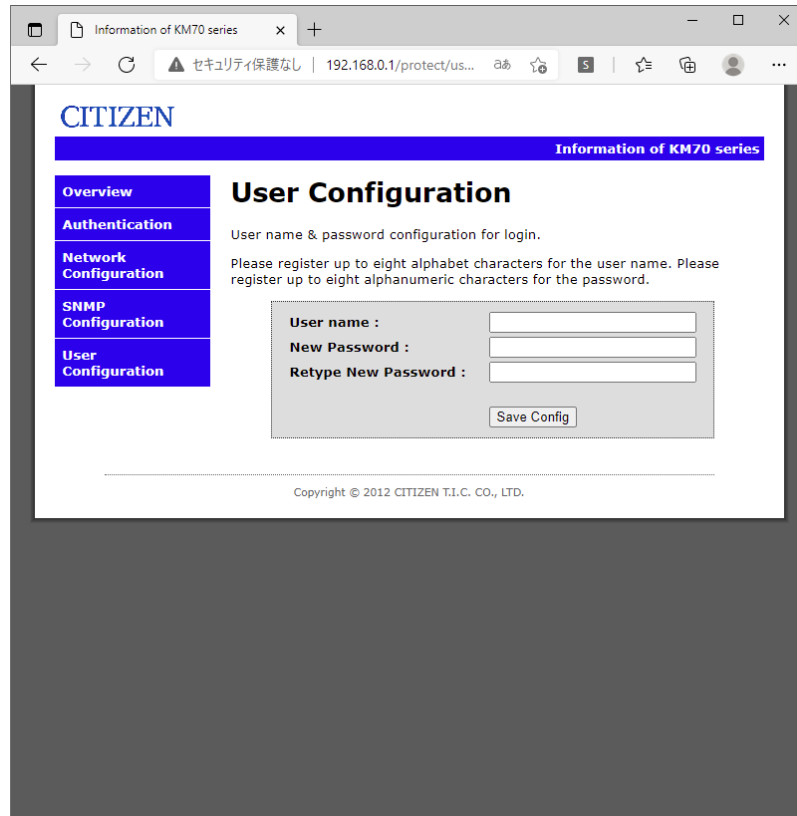 Information of KM70 series
セキュリティ保護なし | 192.168.0.1/protect/us...
aあ
S
CITIZEN
Information of KM70 series
Overview
Authentication
Network
Configuration
SNMP
Configuration
User
Configuration
User Configuration
User name & password configuration for login.
Please register up to eight alphabet characters for the user name. Please
register up to eight alphanumeric characters for the password.
User name :
New Password :
Retype New Password :
Save Config
Copyright © 2012 CITIZEN T.I.C. CO., LTD.